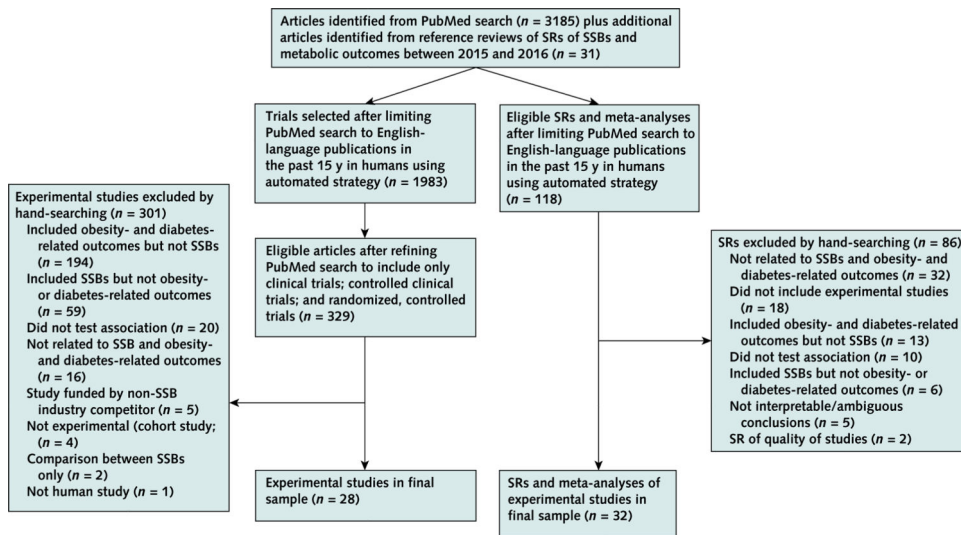 Articles identified from PubMed search (n = 3185) plus additional
articles identified from reference reviews of SRs of SSBs and
metabolic outcomes between 2015 and 2016 (n = 31)
Trials selected after limiting
PubMed search to English-
language publications in
the past 15 y in humans using
automated strategy (n = 1983)
Eligible SRs and meta-analyses
after limiting PubMed search to
English-language publications
in the past 15 y in humans
using automated strategy
(n = 118)
Experimental studies excluded by
hand-searching (n = 301)
Included obesity- and diabetes-
related outcomes but not SSBs
(n = 194)
Included SSBs but not obesity-
or diabetes-related outcomes
(n = 59)
Did not test association (n = 20)
Not related to SSB and obesity-
and diabetes-related outcomes
(n = 16)
Study funded by non-SSB
industry competitor (n = 5)
Not experimental (cohort study;
(n = 4)
Comparison between SSBs
only (n = 2)
Not human study (n = 1)
Eligible articles after refining
PubMed search to include only
clinical trials; controlled clinical
trials; and randomized, controlled
trials (n = 329)
SRs excluded by hand-searching (n = 86)
Not related to SSBs and obesity- and
diabetes-related outcomes (n = 32)
Did not include experimental studies
(n = 18)
Included obesity- and diabetes-related
outcomes but not SSBs (n = 13)
Did not test association (n = 10)
Included SSBs but not obesity- or
diabetes-related outcomes (n = 6)
Not interpretable/ambiguous
conclusions (n = 5)
SR of quality of studies (n = 2)
Experimental studies in final
sample (n = 28)
SRs and meta-analyses of
experimental studies in
final sample (n = 32)